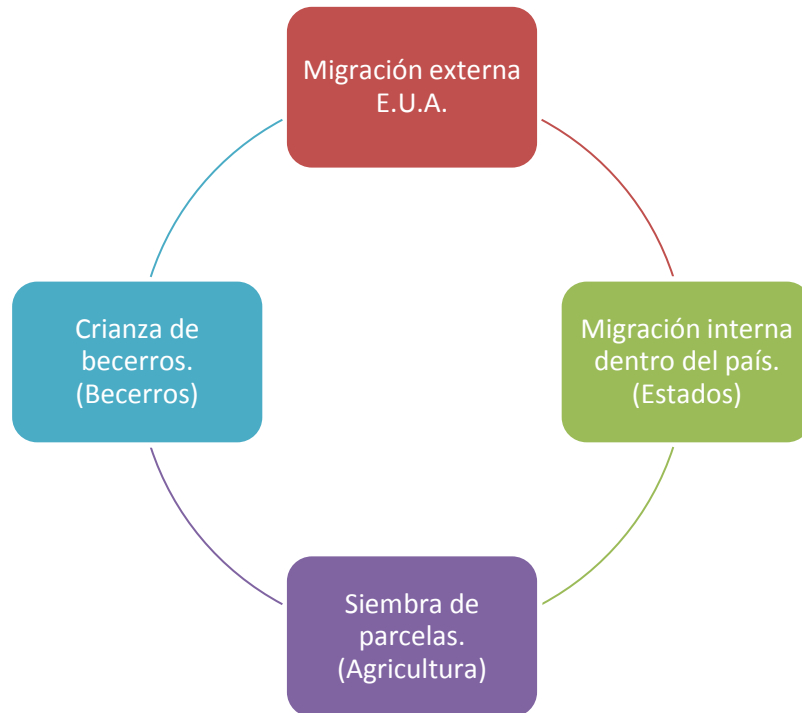 Migración externa
E.U.A.
Migración interna
dentro del país.
(Estados)
Siembra de
parcelas.
(Agricultura)
Crianza de
becerros.
(Becerros)